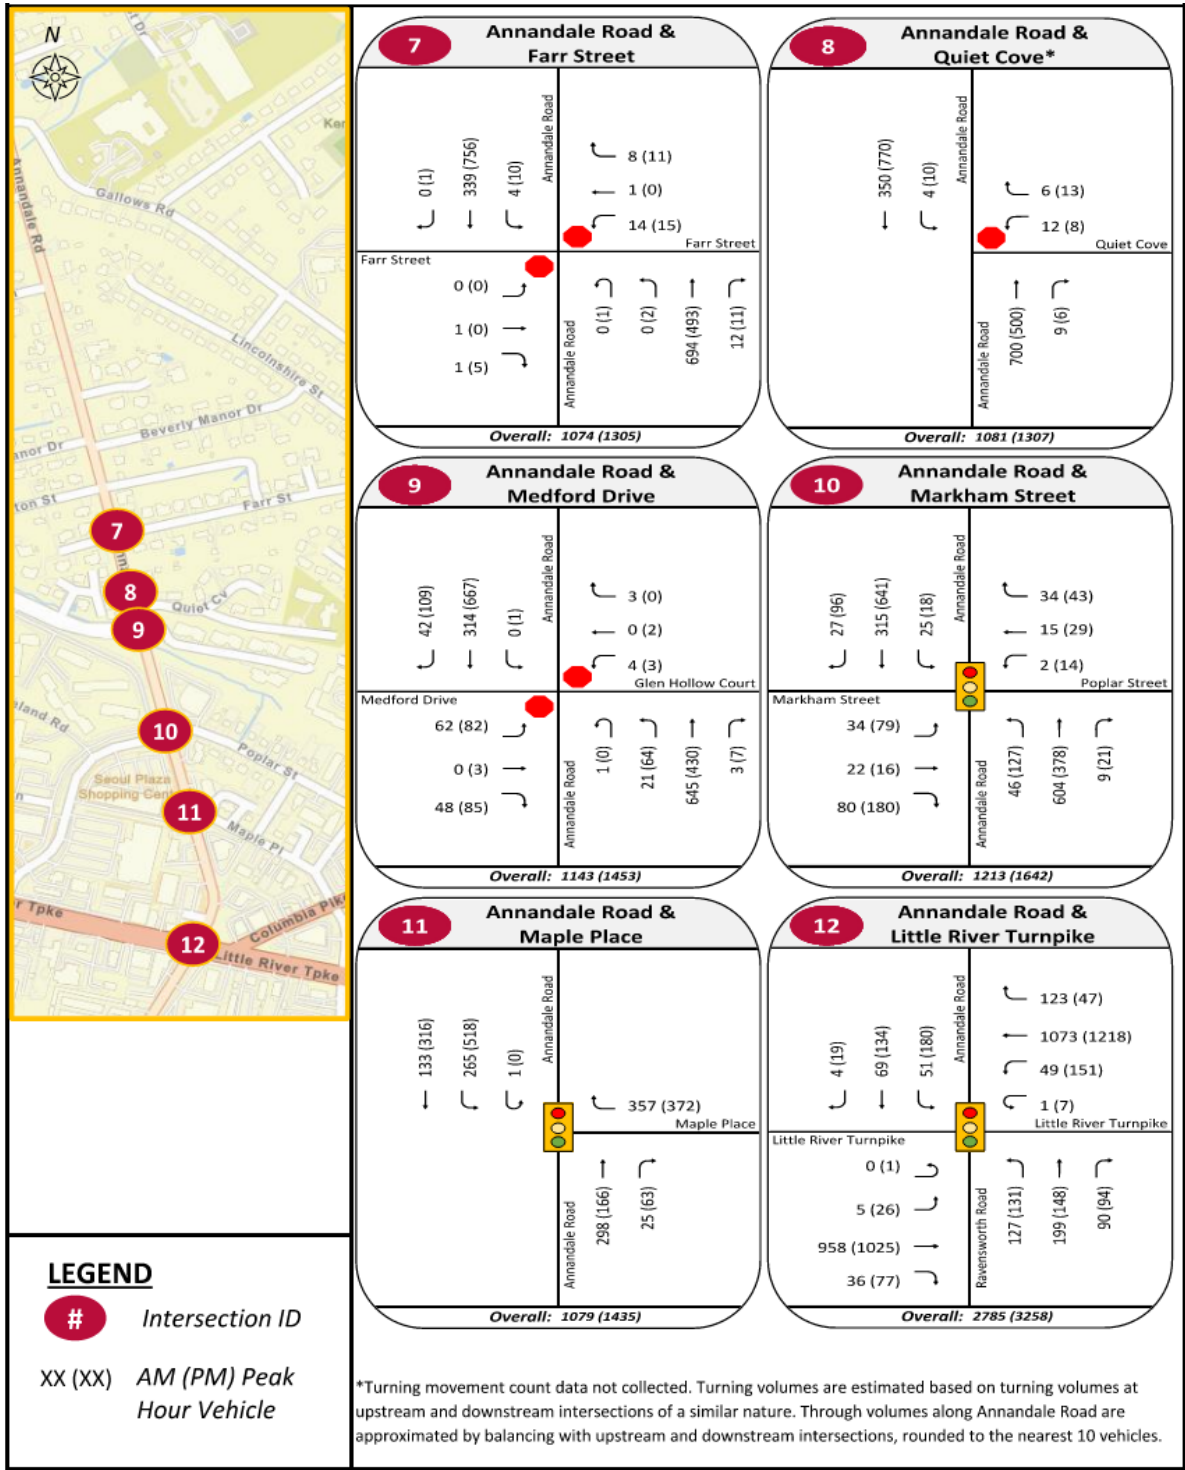 N
Dr
Ker
Annandale Rd
Gallows Rd
Lincolnshire St
Beverly Manor Dr
anor Dr
ton St
Farr St
7
8
Quiet Cv
9
land Rd
10
Poplar St
Seoul Plaza
Shopping Cent
11
Maple Pl
r Tpke
Columbia Pike
12
Little River Tpke
LEGEND
# Intersection ID
XX (XX) AM (PM) Peak
Hour Vehicle
7
Annandale Road &
Farr Street
0 (1)
339 (756)
4 (10)
Annandale Road
8 (11)
1 (0)
14 (15)
Farr Street
Farr Street
0 (0)
1 (0)
1 (5)
Annandale Road
0 (1)
0 (2)
694 (493)
12 (11)
Overall: 1074 (1305)
8
Annandale Road &
Quiet Cove*
350 (770)
4 (10)
Annandale Road
6 (13)
12 (8)
Quiet Cove
Annandale Road
700 (500)
9 (6)
Overall: 1081 (1307)
9
Annandale Road &
Medford Drive
42 (109)
314 (667)
0 (1)
Annandale Road
3 (0)
0 (2)
4 (3)
Glen Hollow Court
Medford Drive
62 (82)
0 (3)
48 (85)
Annandale Road
1 (0)
21 (64)
645 (430)
3 (7)
Overall: 1143 (1453)
10
Annandale Road &
Markham Street
27 (96)
315 (641)
25 (18)
Annandale Road
34 (43)
15 (29)
2 (14)
Poplar Street
Markham Street
34 (79)
22 (16)
80 (180)
Annandale Road
46 (127)
604 (378)
9 (21)
Overall: 1213 (1642)
11
Annandale Road &
Maple Place
133 (316)
265 (518)
1 (0)
Annandale Road
357 (372)
Maple Place
Annandale Road
298 (166)
25 (63)
Overall: 1079 (1435)
12
Annandale Road &
Little River Turnpike
4 (19)
69 (134)
51 (180)
Annandale Road
123 (47)
1073 (1218)
49 (151)
1 (7)
Little River Turnpike
Little River Turnpike
0 (1)
5 (26)
958 (1025)
36 (77)
Ravensworth Road
127 (131)
199 (148)
90 (94)
Overall: 2785 (3258)
*Turning movement count data not collected. Turning volumes are estimated based on turning volumes at
upstream and downstream intersections of a similar nature. Through volumes along Annandale Road are
approximated by balancing with upstream and downstream intersections, rounded to the nearest 10 vehicles.